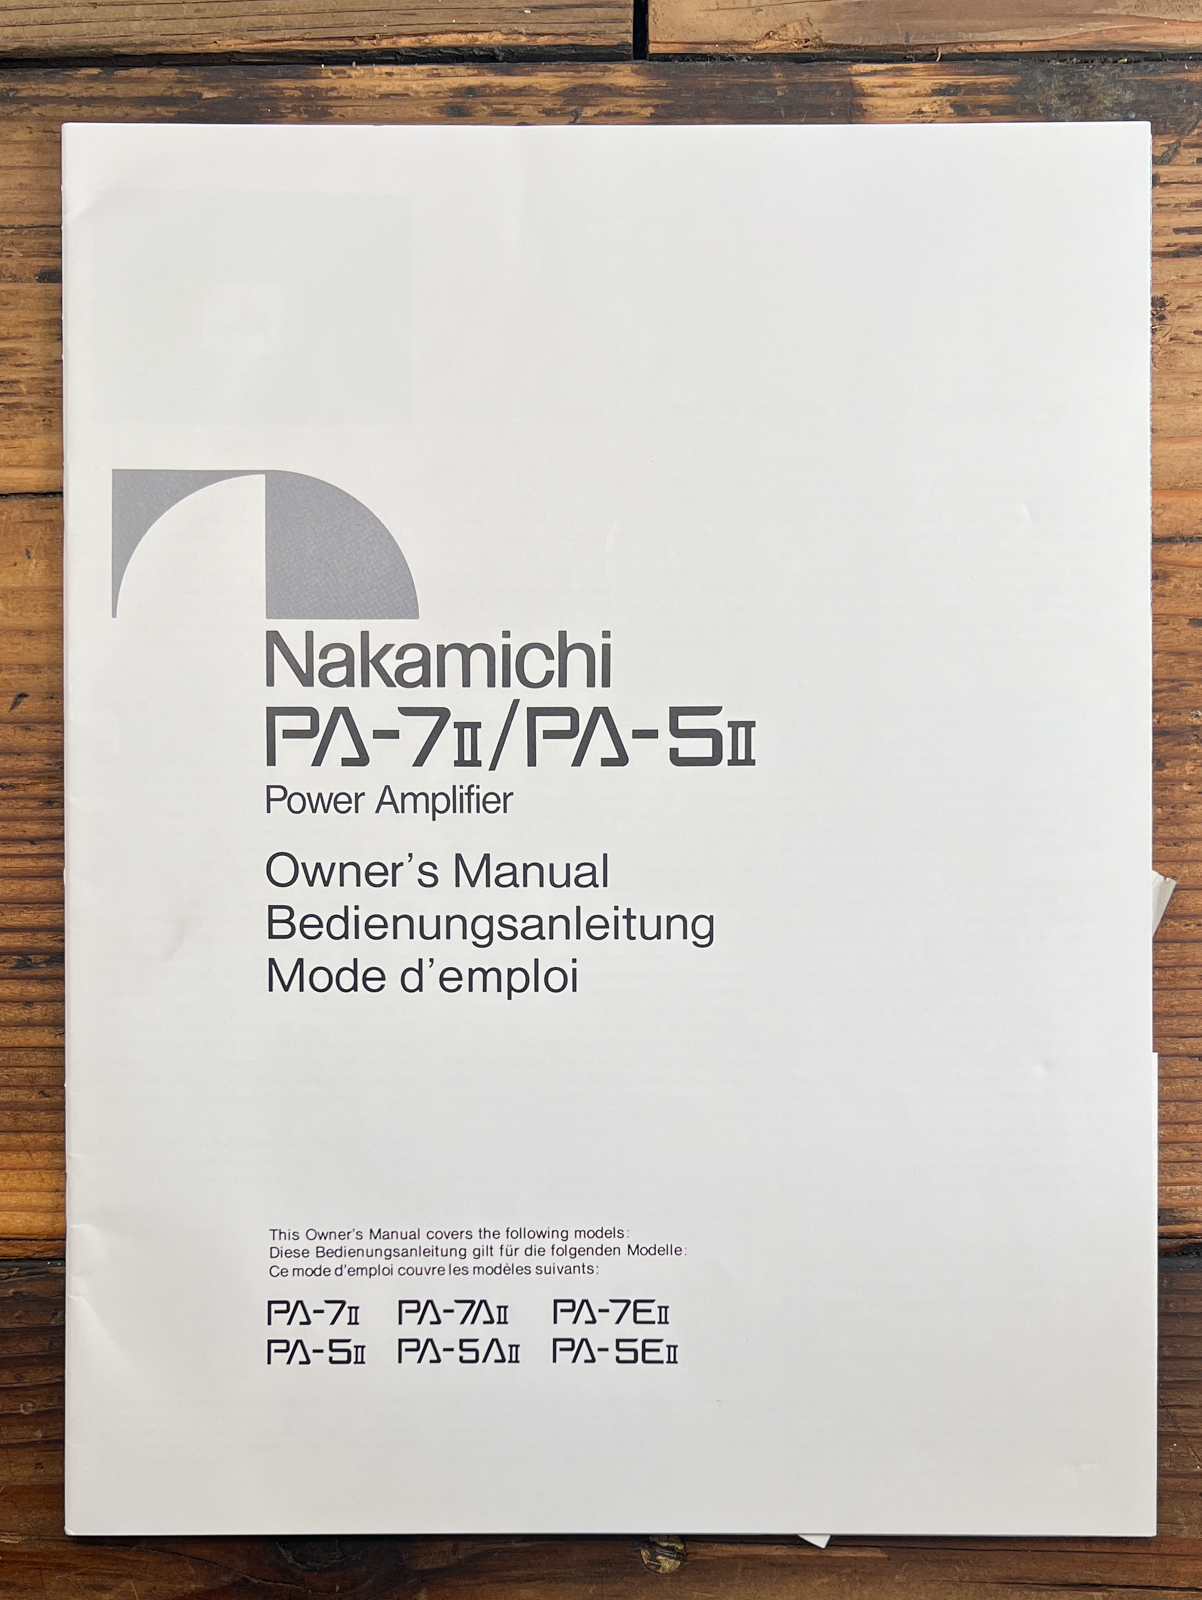 Nakamichi
PA-7II/PA-5II
Power Amplifier
Owner's Manual
Bedienungsanleitung
Mode d'emploi
This Owner's Manual covers the following models:
Diese Bedienungsanleitung gilt für die folgenden Modelle:
Ce mode d'emploi couvre les modèles suivants:
PA-7II PA-7AII PA-7EII
PA-5II PA-5AII PA-5EII